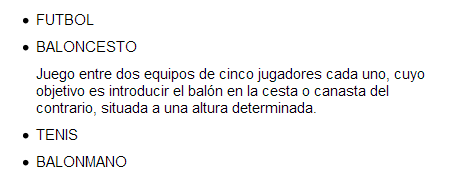 FUTBOL
BALONCESTO
Juego entre dos equipos de cinco jugadores cada uno, cuyo
objetivo es introducir el balón en la cesta o canasta del
contrario, situada a una altura determinada.
TENIS
BALONMANO